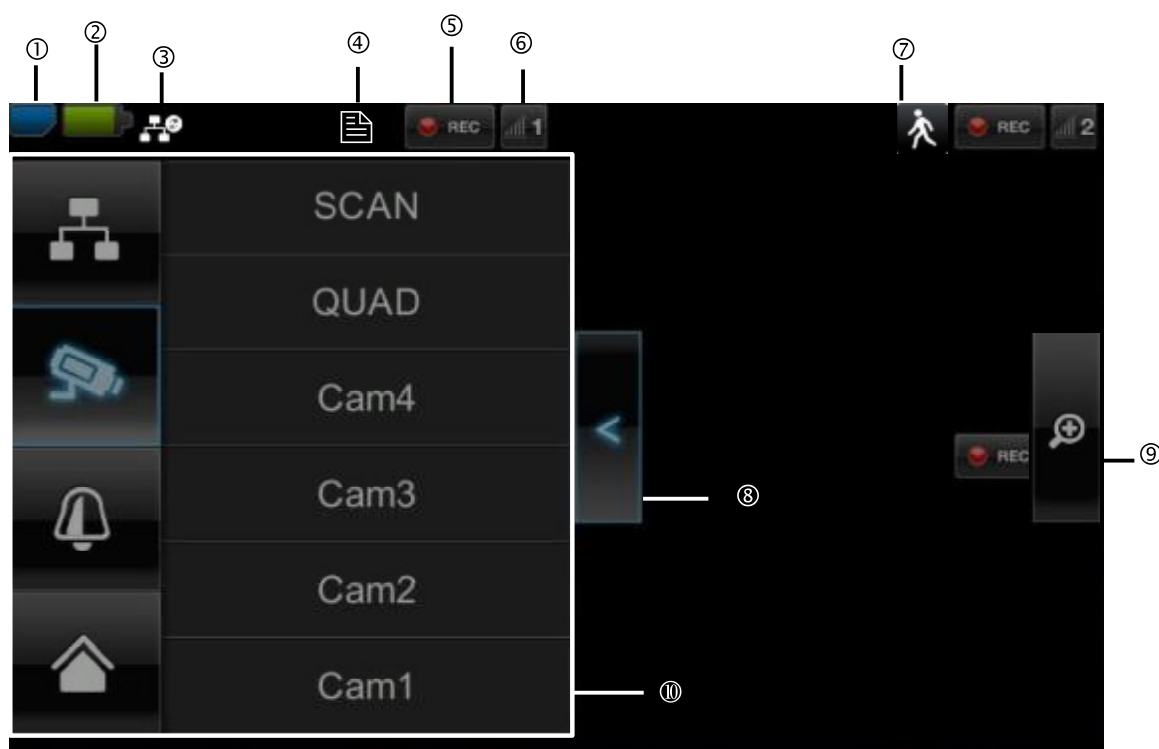 ① ② ③ ④ ⑤ ⑥ ⑦
REC 1 REC 2
SCAN
QUAD
Cam4
<
REC ⑨
Cam3 ⑧
Cam2
Cam1 ⑩